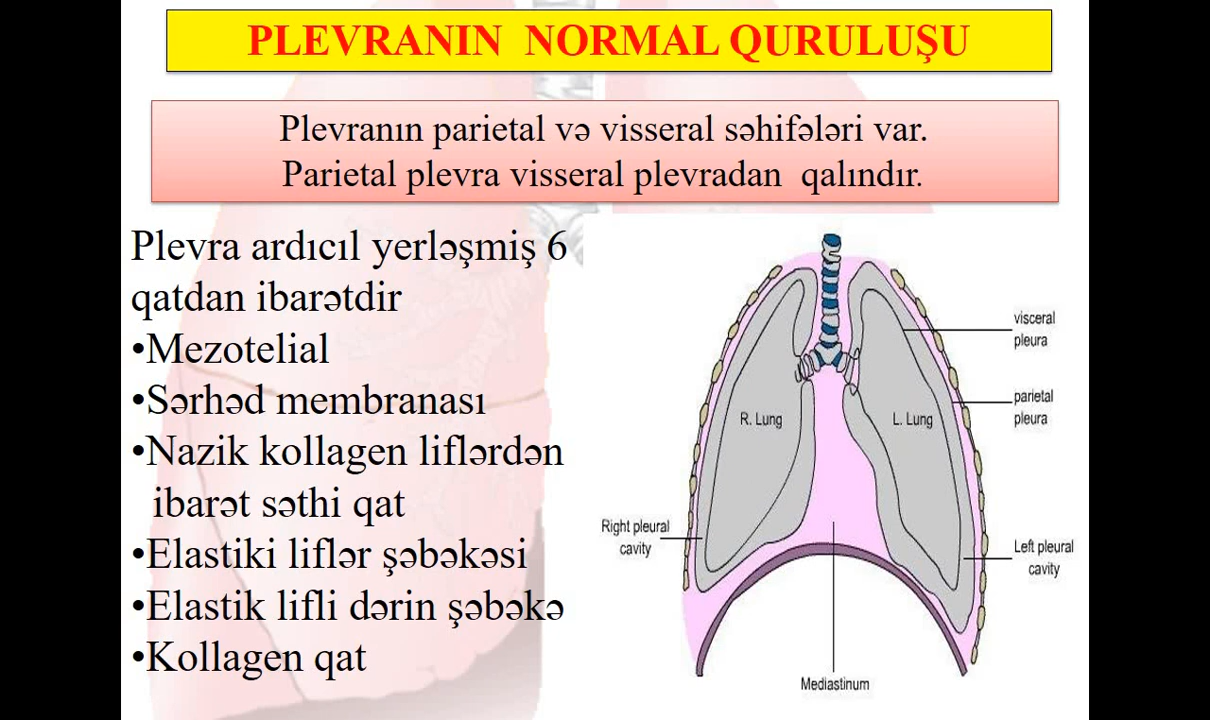 PLEVRANIN NORMAL QURULUŞU
Plevranın parietal və visseral səhifələri var.
Parietal plevra visseral plevradan qalındır.
Plevra ardıcıl yerləşmiş 6
qatdan ibarətdir
•Mezotelial
•Sərhəd membranası
•Nazik kollagen liflərdən
ibarət səthi qat
•Elastiki liflər şəbəkəsi
•Elastik lifli dərin şəbəkə
•Kollagen qat
visceral
pleura
parietal
pleura
R. Lung
L. Lung
Right pleural
cavity
Left pleural
cavity
Mediastinum